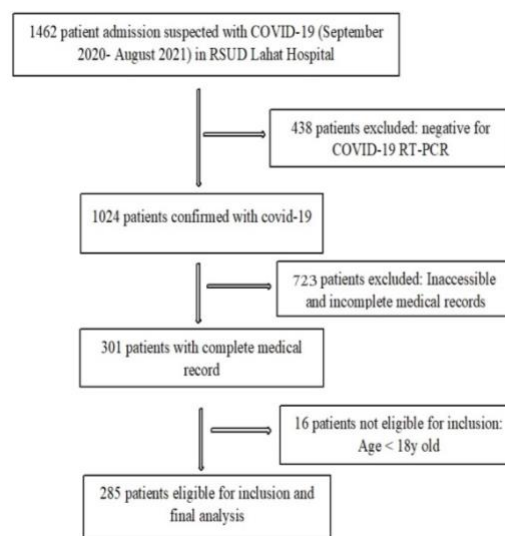 1462 patient admission suspected with COVID-19 (September
2020- August 2021) in RSUD Lahat Hospital
438 patients excluded: negative for
COVID-19 RT-PCR
1024 patients confirmed with covid-19
723 patients excluded: Inaccessible
and incomplete medical records
301 patients with complete medical
record
16 patients not eligible for inclusion:
Age < 18y old
285 patients eligible for inclusion and
final analysis